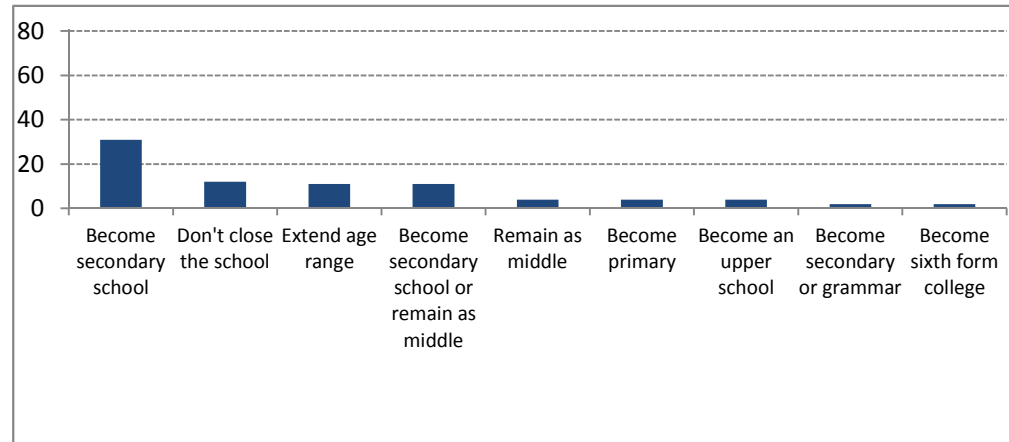 80
60
40
20
0
Become secondary school
Don't close the school
Extend age range
Become secondary school or remain as middle
Remain as middle
Become primary
Become an upper school
Become secondary or grammar
Become sixth form college